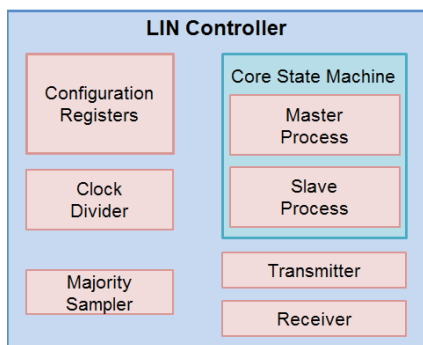 LIN Controller
Configuration
Registers
Clock
Divider
Majority
Sampler
Core State Machine
Master
Process
Slave
Process
Transmitter
Receiver